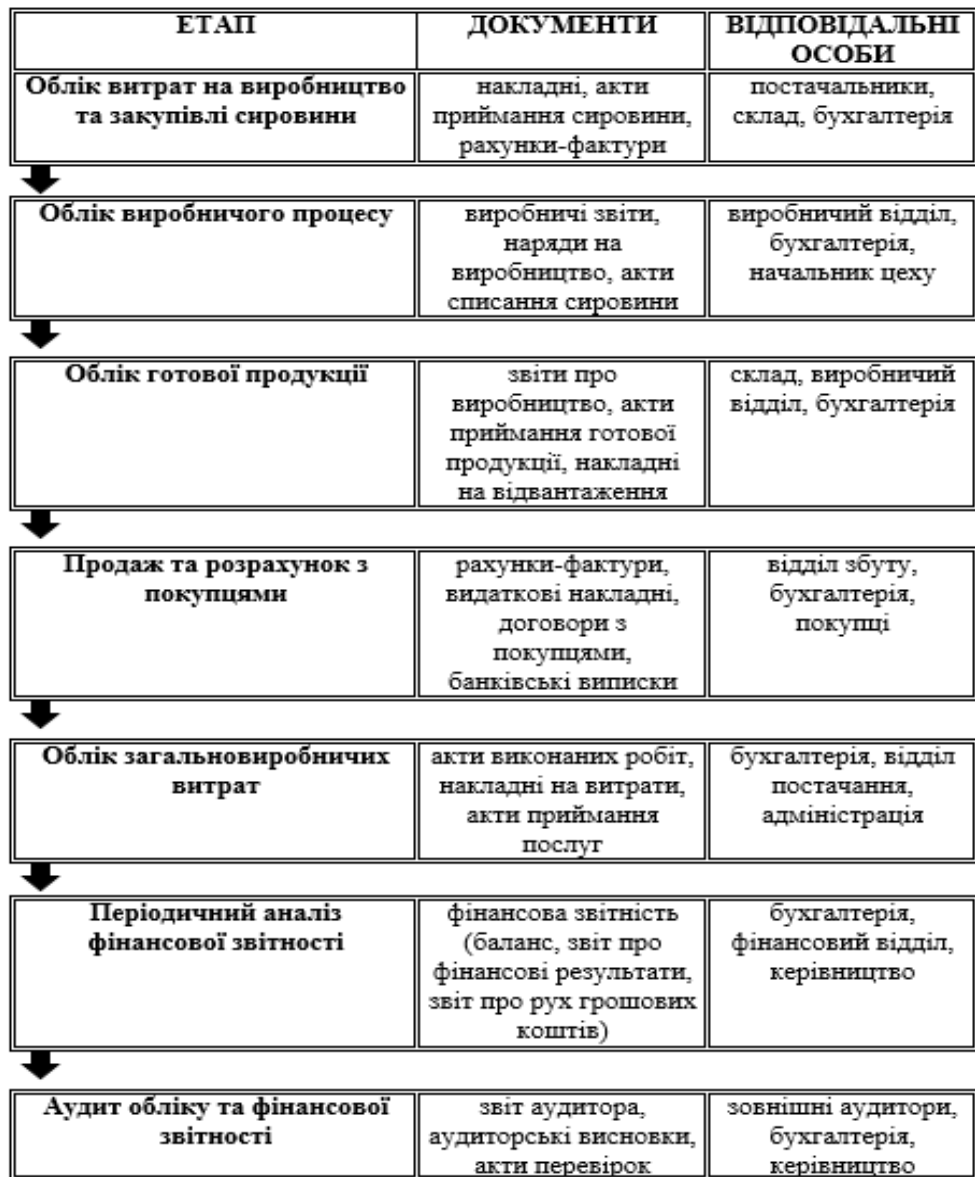 ЕТАП
ДОКУМЕНТИ
ВІДПОВІДАЛЬНІ
ОСОБИ
Облік витрат на виробництво
та закупівлі сировини
накладні, акти
приймання сировини,
рахунки-фактури
постачальники,
склад, бухгалтерія
Облік виробничого процесу
виробничі звіти,
наряди на
виробництво, акти
списання сировини
виробничий відділ,
бухгалтерія,
начальник цеху
Облік готової продукції
звіти про
виробництво, акти
приймання готової
продукції, накладні
на відвантаження
склад, виробничий
відділ, бухгалтерія
Продаж та розрахунок з
покупцями
рахунки-фактури,
видаткові накладні,
договори з
покупцями,
банківські виписки
відділ збуту,
бухгалтерія,
покупці
Облік загальновиробничих
витрат
акти виконаних робіт,
накладні на витрати,
акти приймання
послуг
бухгалтерія, відділ
постачання,
адміністрація
Періодичний аналіз
фінансової звітності
фінансова звітність
(баланс, звіт про
фінансові результати,
звіт про рух грошових
коштів)
бухгалтерія,
фінансовий відділ,
керівництво
Аудит обліку та фінансової
звітності
звіт аудитора,
аудиторські висновки,
акти перевірок
зовнішні аудитори,
бухгалтерія,
керівництво